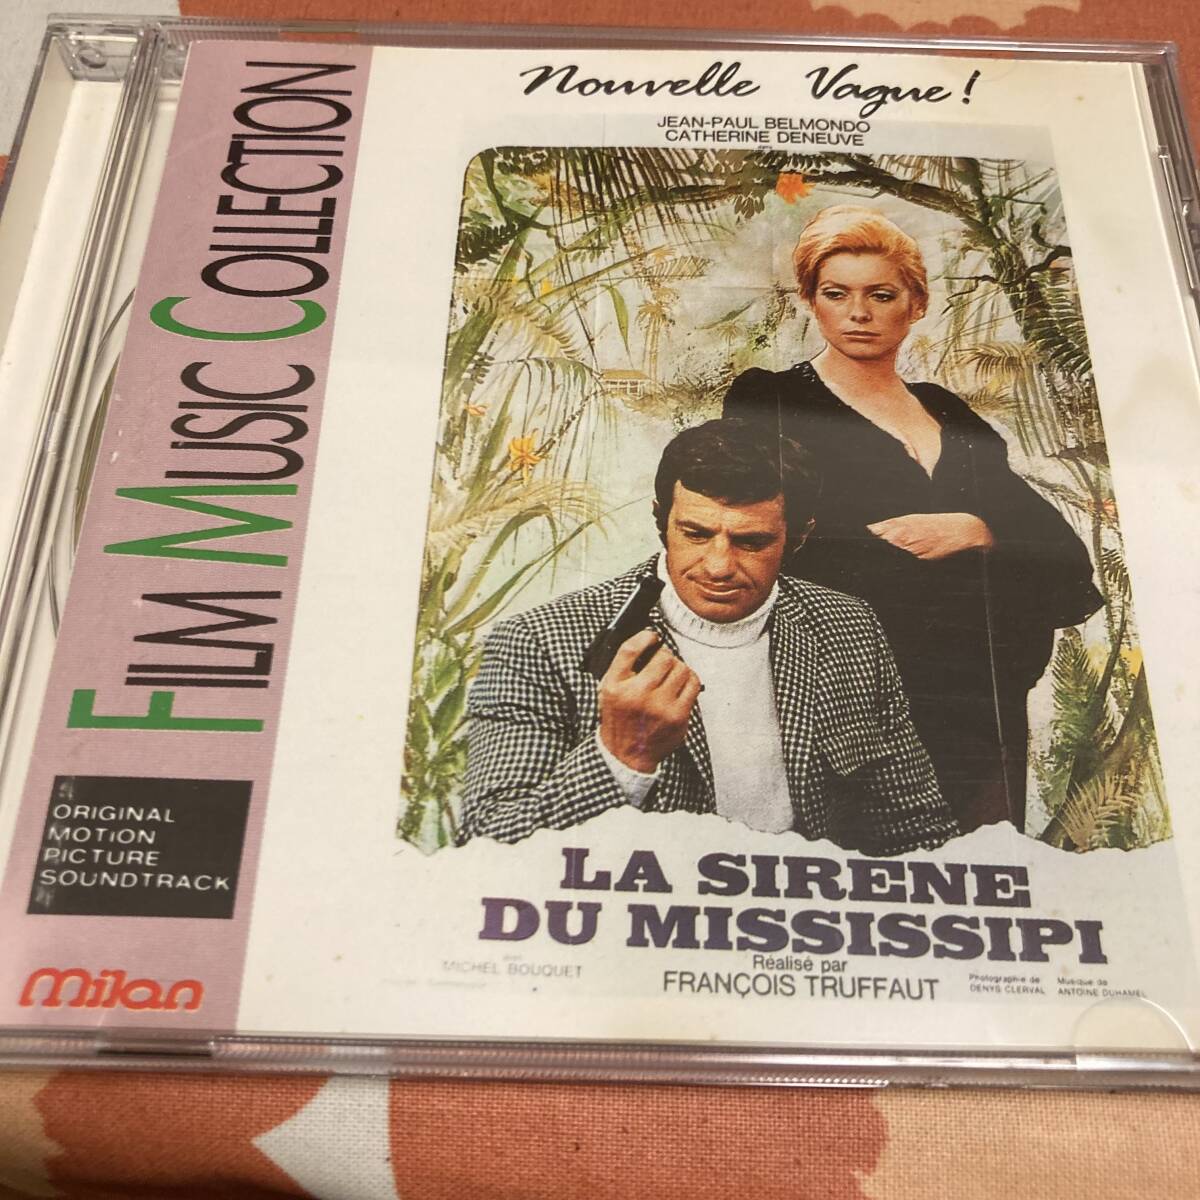 Nouvelle Vague!
JEAN-PAUL BELMONDO
CATHERINE DENEUVE
FILM MUSIC COLLECTION
ORIGINAL
MOTION
PICTURE
SOUNDTRACK
Milan
LA SIRENE
DU MISSISSIPI
MICHEL BOUQUET
Réalisé par
FRANÇOIS TRUFFAUT
Photographie de
DENYS CLERVAL
Musique de
ANTOINE DUHAMEL